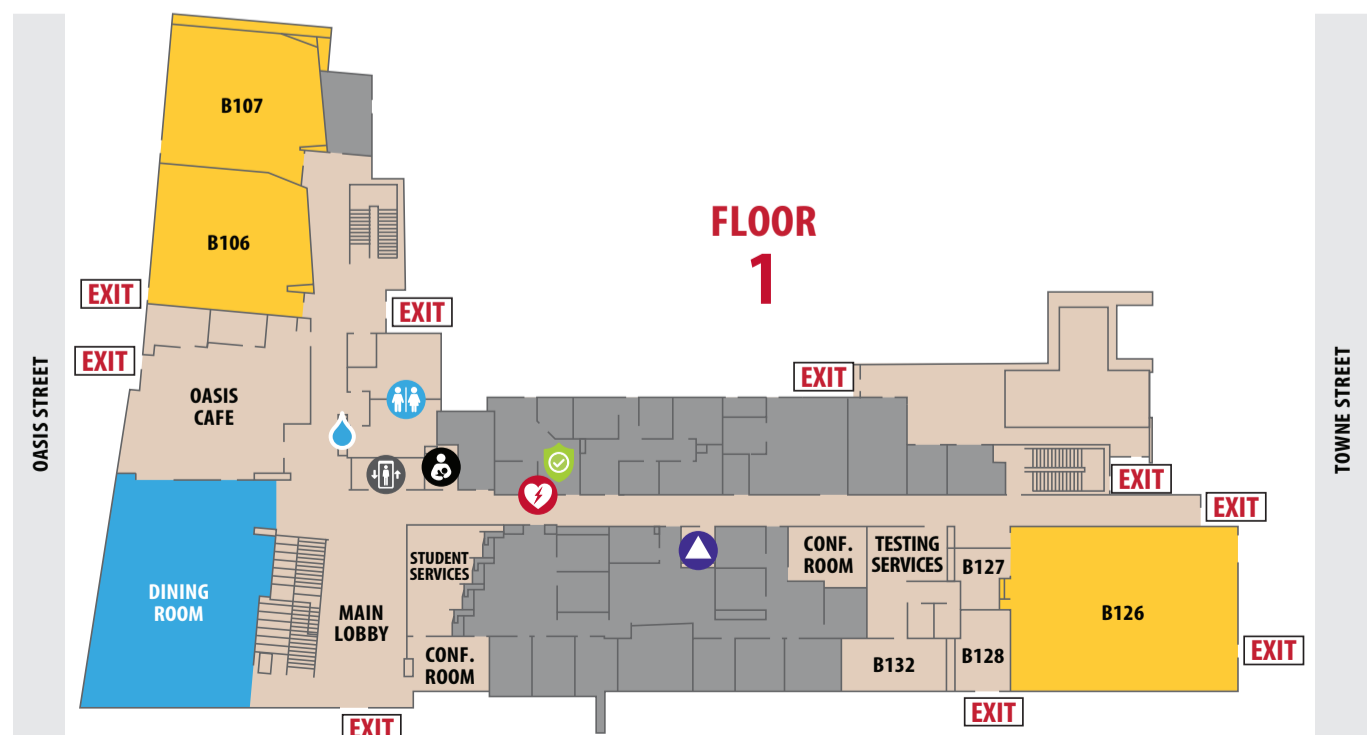 B107
FLOOR
1
B106
EXIT
EXIT
EXIT
OASIS STREET
TOWNE STREET
EXIT
OASIS
CAFE
EXIT
EXIT
STUDENT
SERVICES
CONF.
ROOM
TESTING
SERVICES
B127
DINING
ROOM
MAIN
LOBBY
B126
CONF.
ROOM
B132
B128
EXIT
EXIT
EXIT